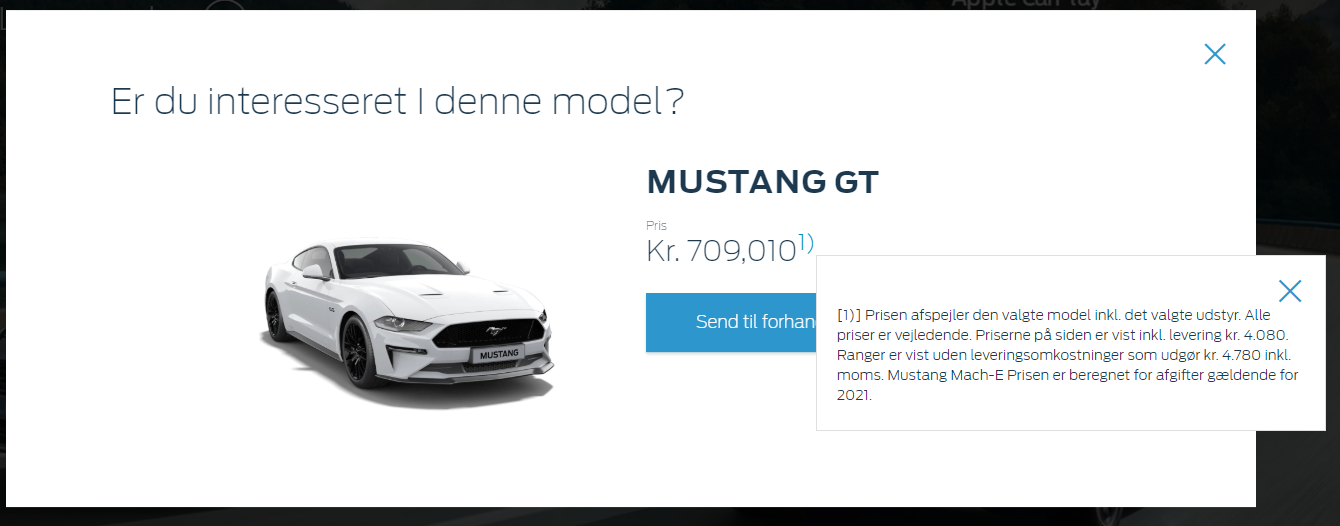 Er du interesseret I denne model?
MUSTANG GT
Pris
Kr. 709,010 1)
Send til forhan
[1)] Prisen afspejler den valgte model inkl. det valgte udstyr. Alle
priser er vejledende. Priserne på siden er vist inkl. levering kr. 4.080.
Ranger er vist uden leveringsomkostninger som udgør kr. 4.780 inkl.
moms. Mustang Mach-E Prisen er beregnet for afgifter gældende for
2021.
MUSTANG